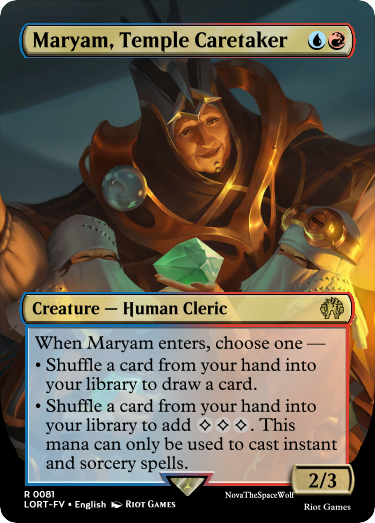 Maryam, Temple Caretaker
Creature — Human Cleric
When Maryam enters, choose one —
• Shuffle a card from your hand into
your library to draw a card.
• Shuffle a card from your hand into
your library to add ◇◇◇. This
mana can only be used to cast instant
and sorcery spells.
2/3
R 0081
LORT-FV • English Riot Games
NovaTheSpaceWolf
Riot Games